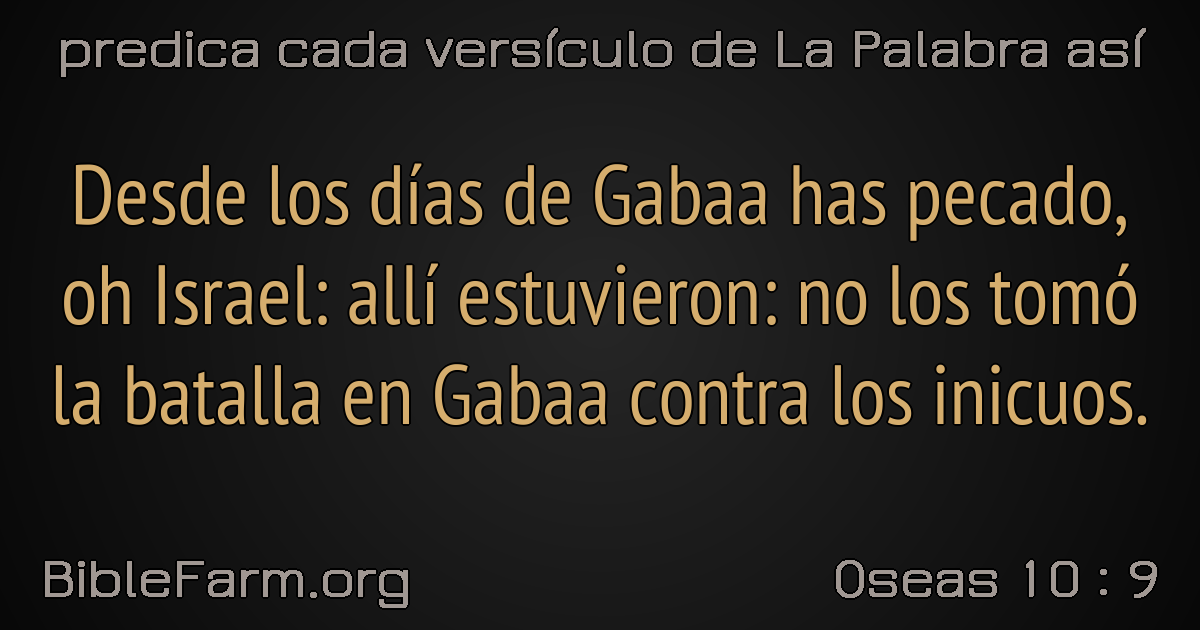 predica cada versículo de La Palabra así
Desde los días de Gabaa has pecado,
oh Israel: allí estuvieron: no los tomó
la batalla en Gabaa contra los inicuos.
BibleFarm.org
Oseas 10 : 9